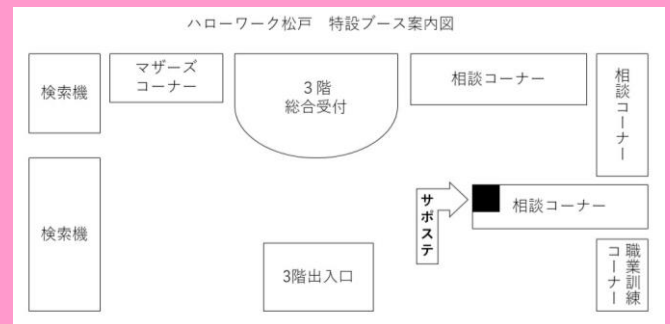 ハローワーク松戸　特設ブース案内図
検索機
マザーズ
コーナー
３階
総合受付
相談コーナー
相談コーナー
サポステ
相談コーナー
検索機
3階出入口
職業訓練
コーナー